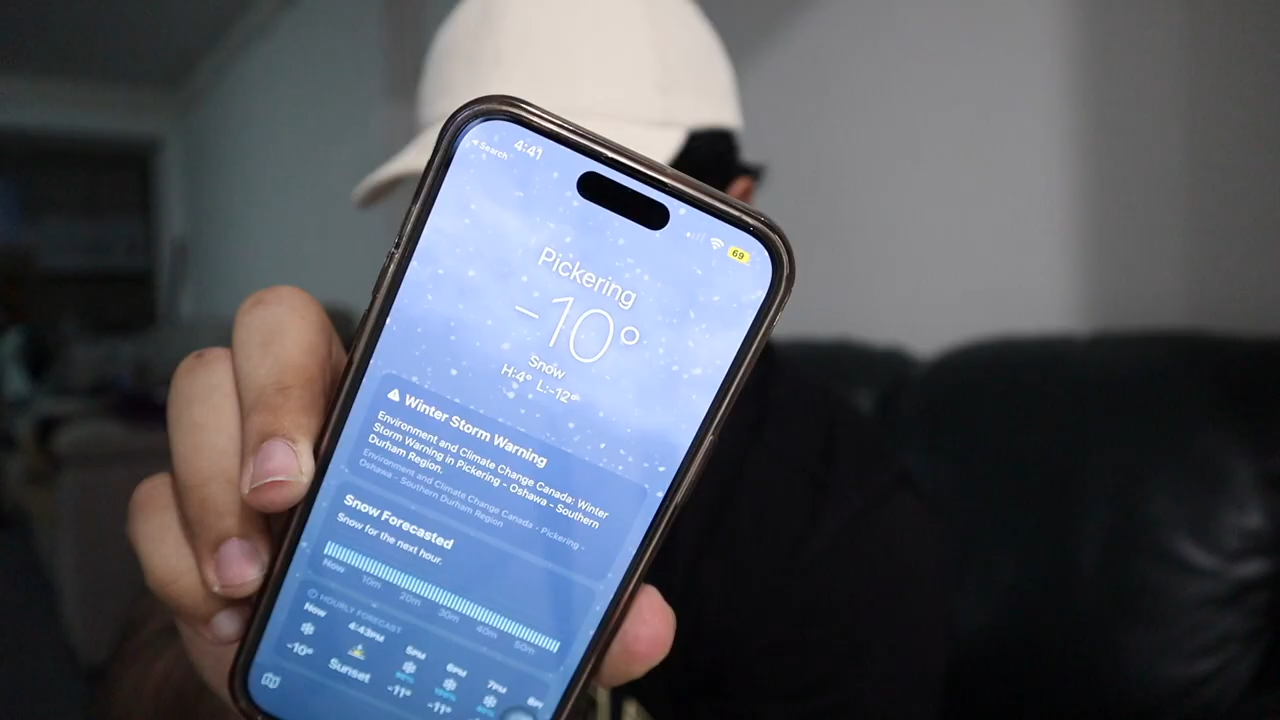 ◀ Search 4:41
69
Pickering
-10°
Snow
H:4° L:-12°
Winter Storm Warning
Environment and Climate Change Canada: Winter
Storm Warning in Pickering - Oshawa - Southern
Durham Region.
Environment and Climate Change Canada - Pickering -
Oshawa - Southern Durham Region
Snow Forecasted
Snow for the next hour.
Now 10m 20m 30m 40m 50m
HOURLY FORECAST
Now 4:43PM 5PM 6PM 7PM
-10° Sunset -11° -11°